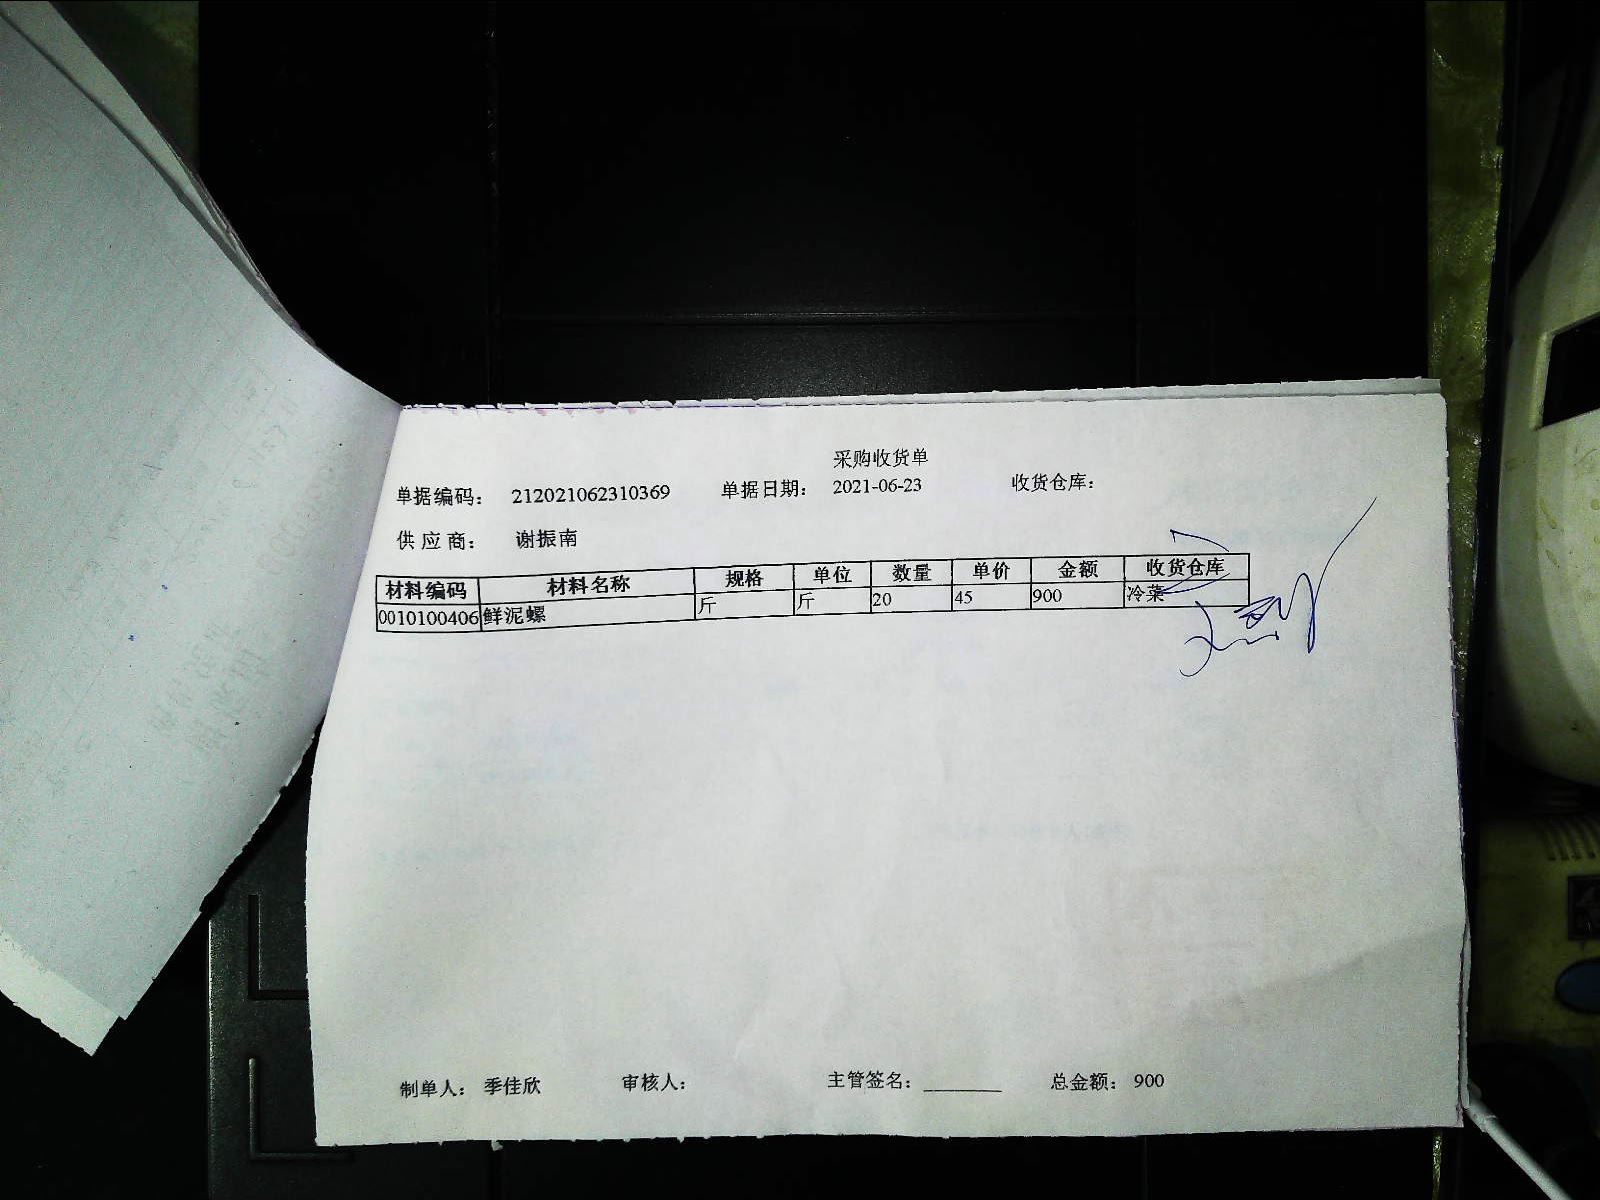 采购收货单
单据编码： 212021062310369 单据日期： 2021-06-23 收货仓库：
供 应 商： 谢振南
材料编码 材料名称 规格 单位 数量 单价 金额 收货仓库
0010100406 鲜泥螺 斤 斤 20 45 900 冷菜
制单人： 季佳欣 审核人： 主管签名： ________ 总金额： 900